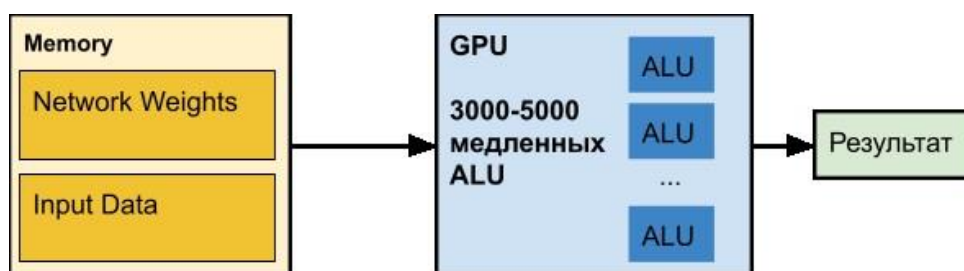 Memory
Network Weights
Input Data
GPU
3000-5000
медленных
ALU
ALU
ALU
...
ALU
Результат